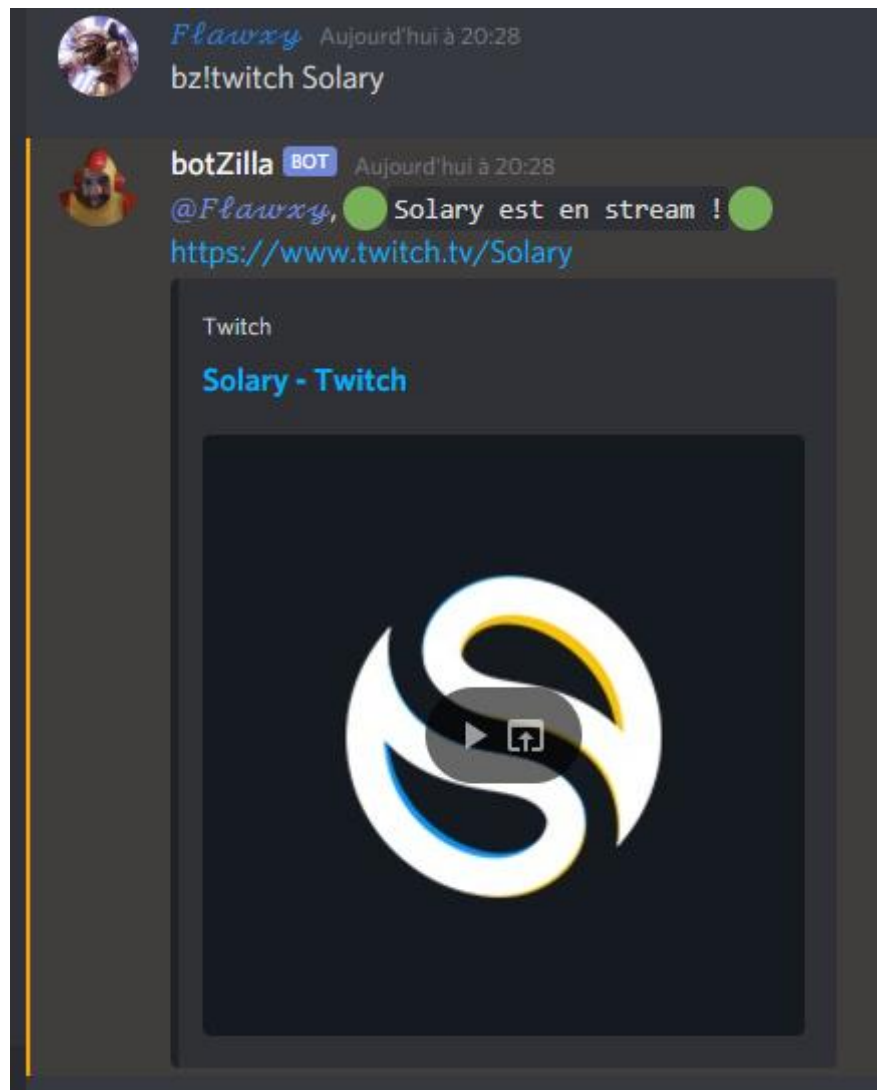 Flawxy Aujourd'hui à 20:28
bz!twitch Solary
botZilla BOT Aujourd'hui à 20:28
@Flawxy, Solary est en stream !
https://www.twitch.tv/Solary
Twitch
Solary - Twitch